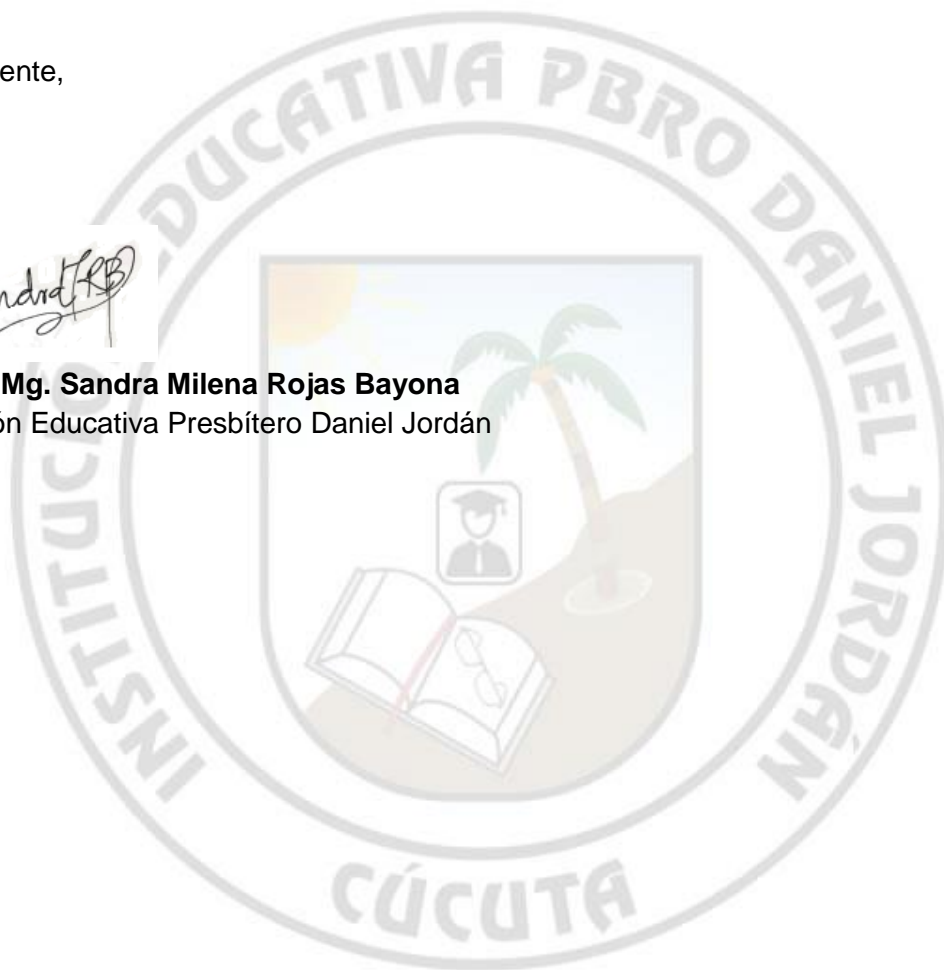 ente,
Mg. Sandra Milena Rojas Bayona
ón Educativa Presbítero Daniel Jordán
INSTITUCIÓN EDUCATIVA PBRO DANIEL JORDÁN
CÚCUTA